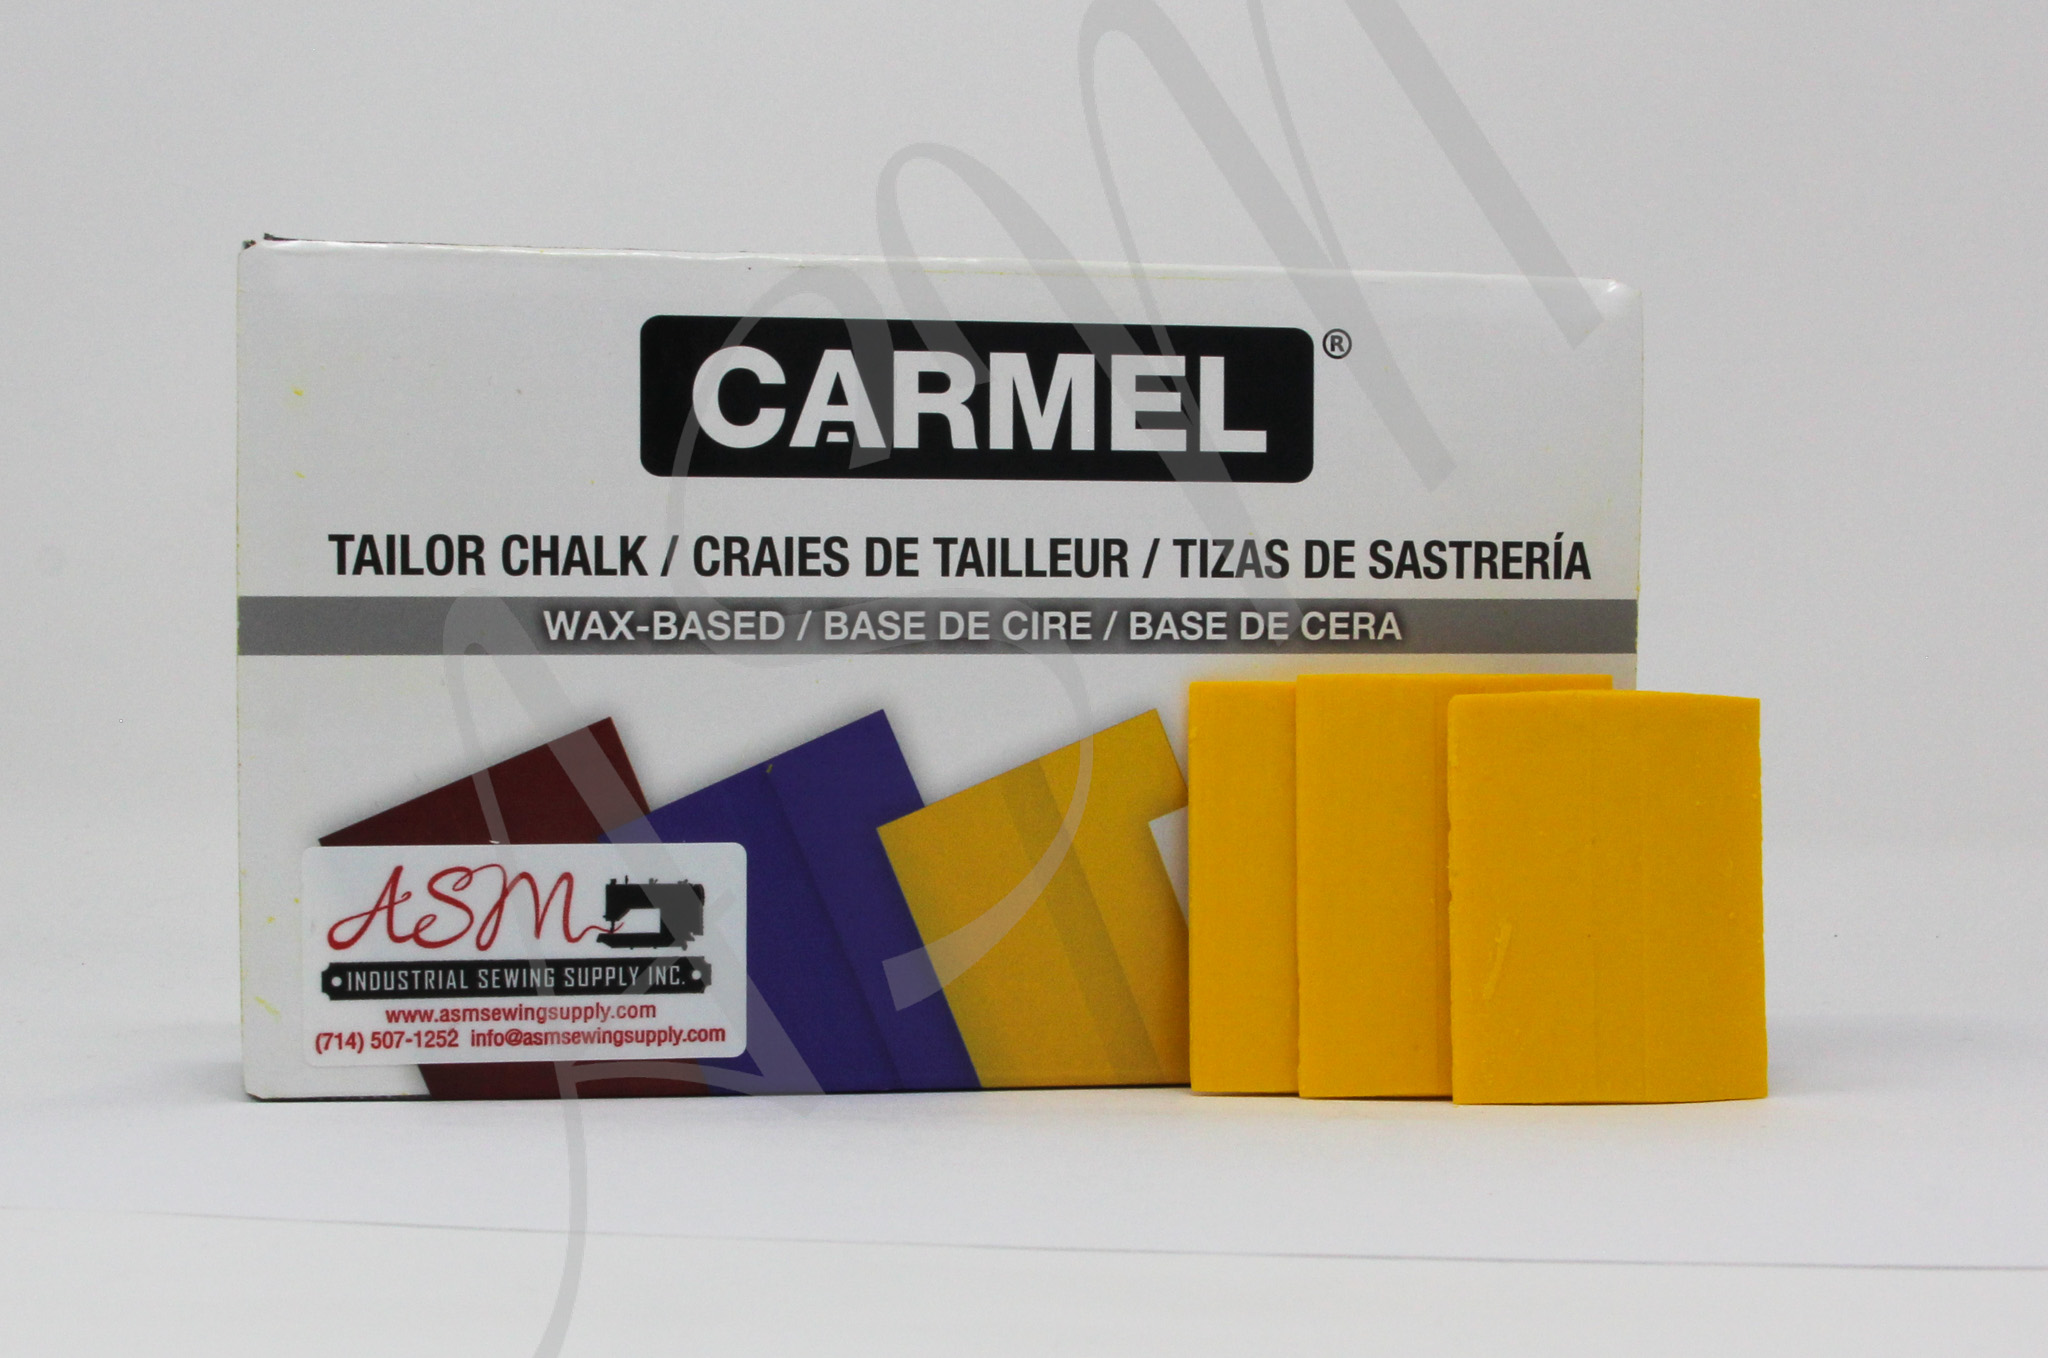 CARMEL®
TAILOR CHALK / CRAIES DE TAILLEUR / TIZAS DE SASTRERÍA
WAX-BASED / BASE DE CIRE / BASE DE CERA
ASM
INDUSTRIAL SEWING SUPPLY INC.
www.asmsewingsupply.com
(714) 507-1252 info@asmsewingsupply.com
ASM